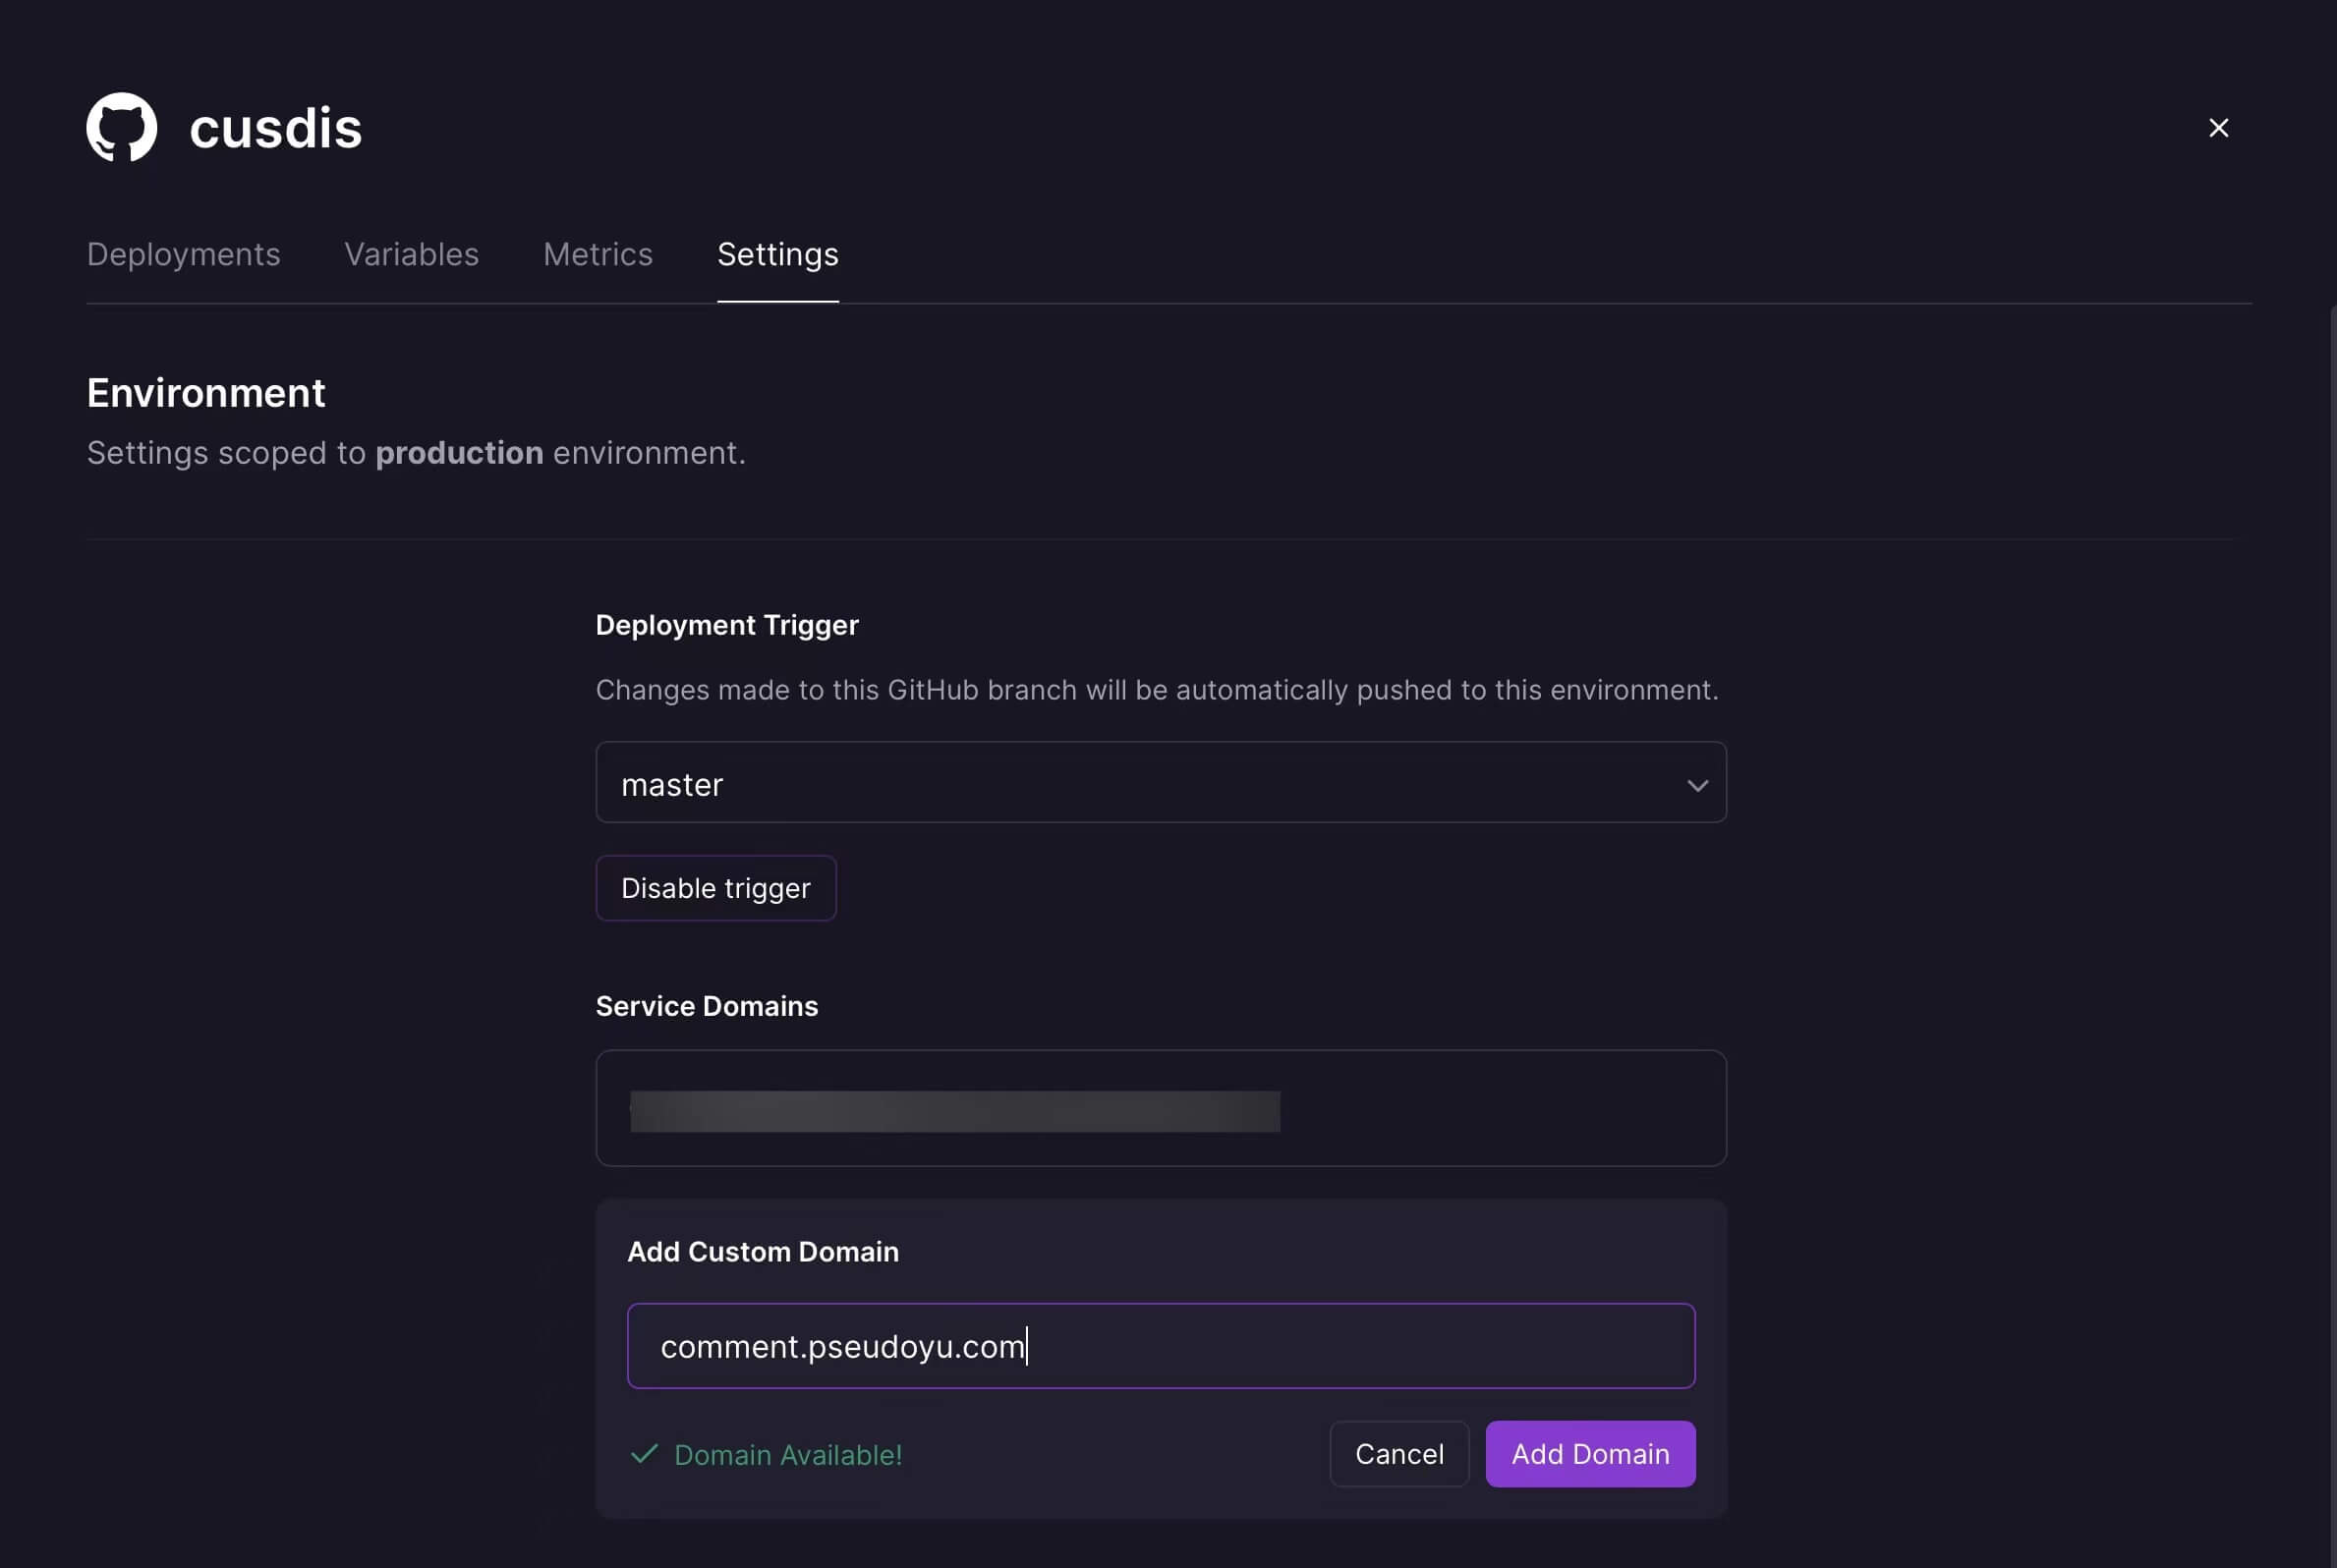 cusdis
Deployments Variables Metrics Settings
Environment
Settings scoped to production environment.
Deployment Trigger
Changes made to this GitHub branch will be automatically pushed to this environment.
master
Disable trigger
Service Domains
Add Custom Domain
comment.pseudoyu.com
Domain Available! Cancel Add Domain